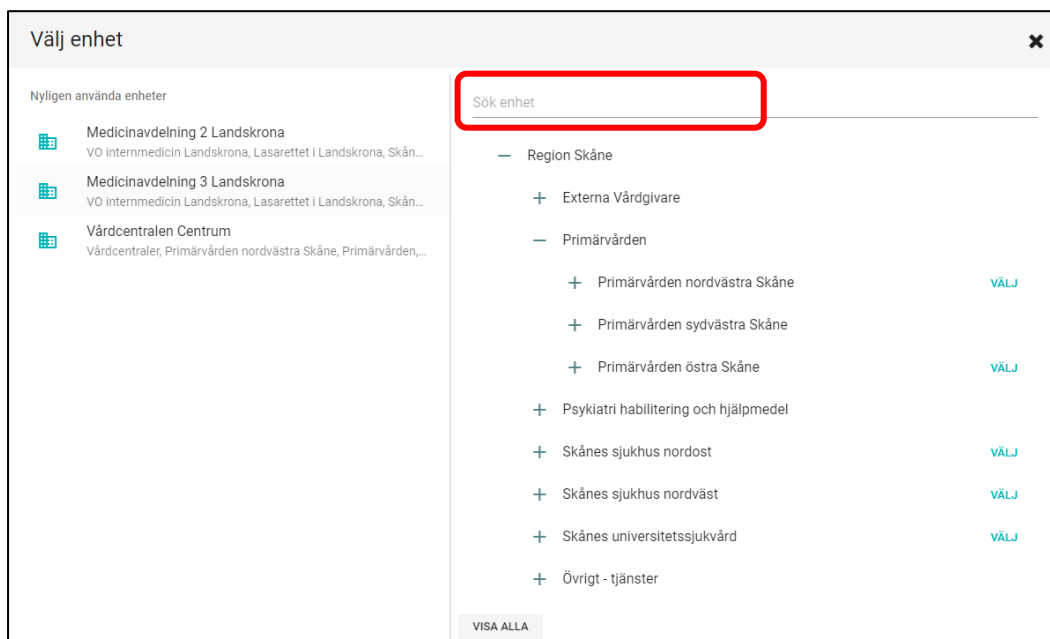 Välj enhet
Nyligen använda enheter
Medicinavdelning 2 Landskrona
VO internmedicin Landskrona, Lasarettet i Landskrona, Skån...
Medicinavdelning 3 Landskrona
VO internmedicin Landskrona, Lasarettet i Landskrona, Skån...
Vårdcentralen Centrum
Vårdcentraler, Primärvården nordvästra Skåne, Primärvården,...
Sök enhet
Region Skåne
Externa Vårdgivare
Primärvården
Primärvården nordvästra Skåne VÄLJ
Primärvården sydvästra Skåne
Primärvården östra Skåne VÄLJ
Psykiatri habilitering och hjälpmedel
Skånes sjukhus nordost VÄLJ
Skånes sjukhus nordväst VÄLJ
Skånes universitetssjukvård VÄLJ
Övrigt - tjänster
VISA ALLA